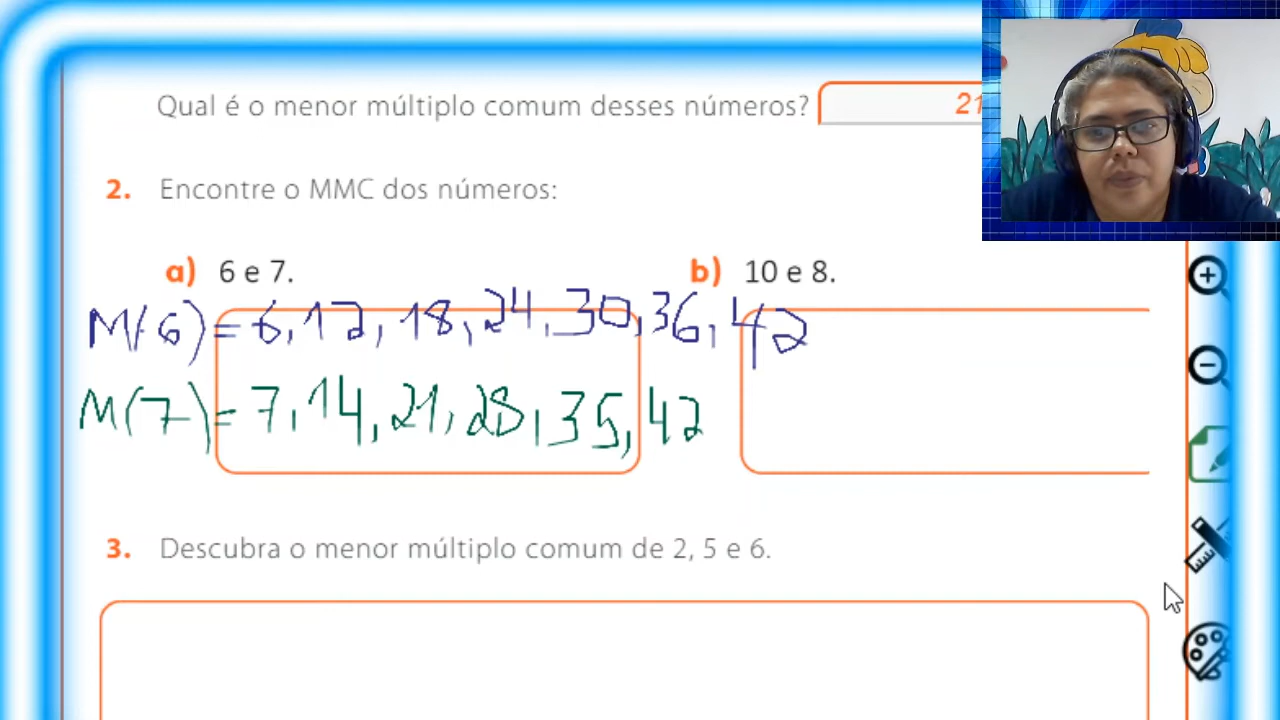 Qual é o menor múltiplo comum desses números? 21
2. Encontre o MMC dos números:
a) 6 e 7.
b) 10 e 8.
M(6)=6,12,18,24,30,36,42
M(7)=7,14,21,28,35,42
3. Descubra o menor múltiplo comum de 2, 5 e 6.